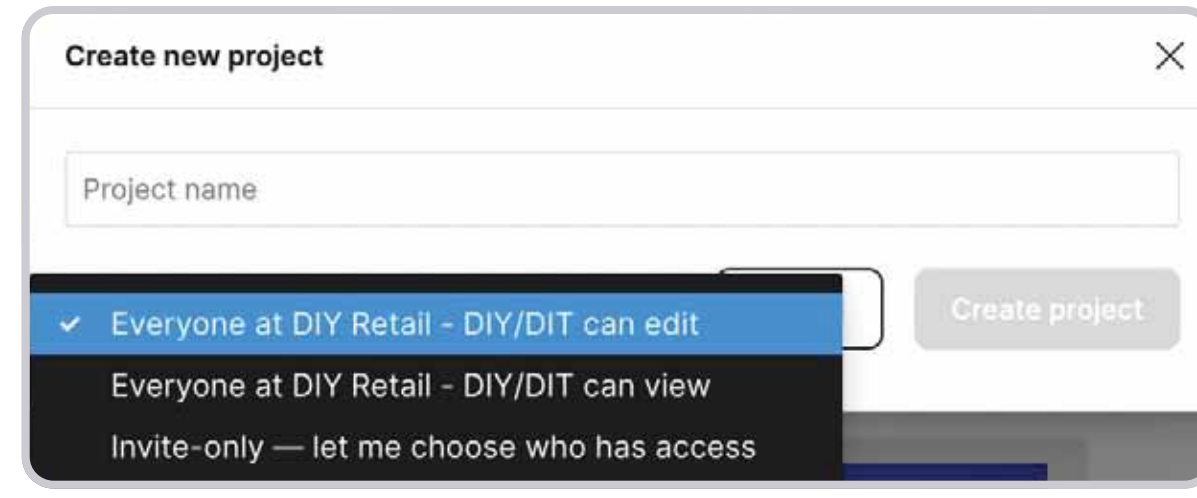 Create new project
Project name
Create project
Everyone at DIY Retail - DIY/DIT can edit
Everyone at DIY Retail - DIY/DIT can view
Invite-only — let me choose who has access